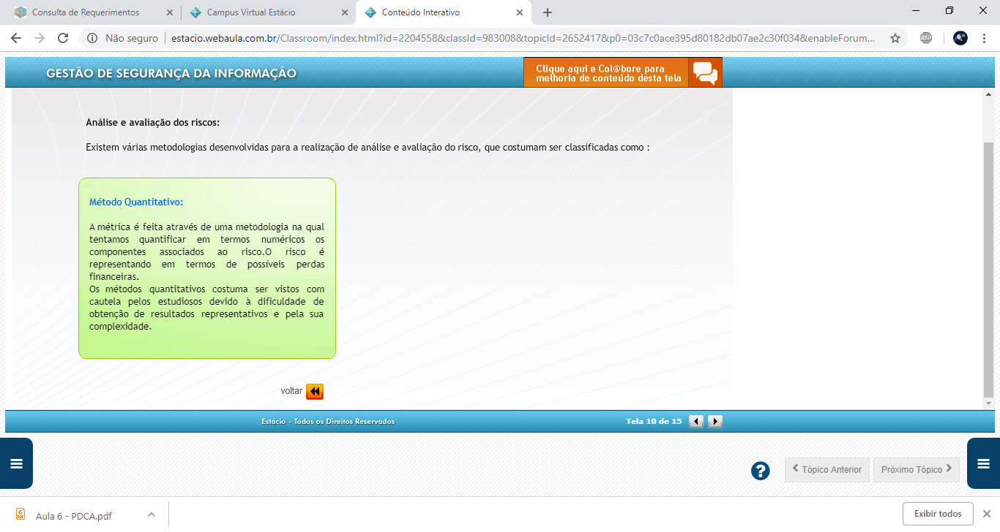 Consulta de Requerimentos
Campus Virtual Estácio
Conteúdo Interativo
Não seguro
estacio.webaula.com.br/Classroom/index.html?id=2204558&classId=983008&topicId=2652417&p0=03c7c0ace395d80182db07ae2c30f034&enableForum...
ABP
GESTÃO DE SEGURANÇA DA INFORMAÇÃO
Clique aqui e Col@bore para
melhoria de conteúdo desta tela
Análise e avaliação dos riscos:
Existem várias metodologias desenvolvidas para a realização de análise e avaliação do risco, que costumam ser classificadas como :
Método Quantitativo:
A métrica é feita através de uma metodologia na qual
tentamos quantificar em termos numéricos os
componentes associados ao risco.O risco é
representando em termos de possíveis perdas
financeiras.
Os métodos quantitativos costuma ser vistos com
cautela pelos estudiosos devido à dificuldade de
obtenção de resultados representativos e pela sua
complexidade.
voltar
Estácio - Todos os Direitos Reservados
Tela 10 de 15
?
Tópico Anterior
Próximo Tópico
Aula 6 - PDCA.pdf
Exibir todos